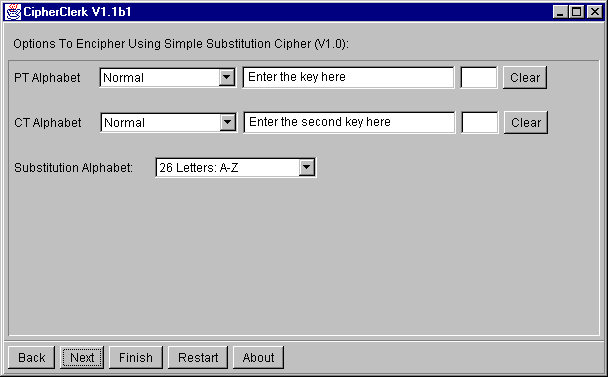 CipherClerk V1.1b1
Options To Encipher Using Simple Substitution Cipher (V1.0):
PT Alphabet Normal Enter the key here Clear
CT Alphabet Normal Enter the second key here Clear
Substitution Alphabet: 26 Letters: A-Z
Back Next Finish Restart About